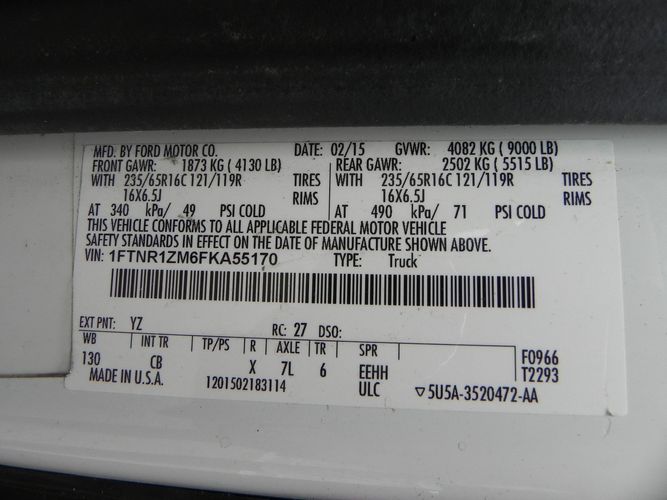 MFD. BY FORD MOTOR CO. DATE: 02/15 GVWR: 4082 KG ( 9000 LB)
FRONT GAWR: 1873 KG ( 4130 LB) REAR GAWR: 2502 KG ( 5515 LB)
WITH 235/65R16C 121/119R TIRES WITH 235/65R16C 121/119R TIRES
16X6.5J RIMS 16X6.5J RIMS
AT 340 kPa/ 49 PSI COLD AT 490 kPa/ 71 PSI COLD
THIS VEHICLE CONFORMS TO ALL APPLICABLE FEDERAL MOTOR VEHICLE
SAFETY STANDARDS IN EFFECT ON THE DATE OF MANUFACTURE SHOWN ABOVE.
VIN: 1FTNR1ZM6FKA55170 TYPE: Truck
EXT PNT: YZ RC: 27 DSO:
WB INT TR TP/PS R AXLE TR SPR F0966
130 CB X 7L 6 EEHH T2293
MADE IN U.S.A. 1201502183114 ULC ▽5U5A-3520472-AA